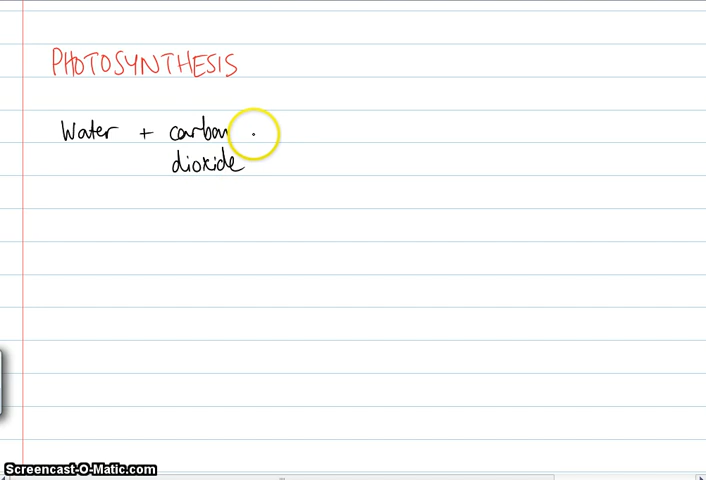 PHOTOSYNTHESIS
Water + carbon
dioxide
Screencast-O-Matic.com